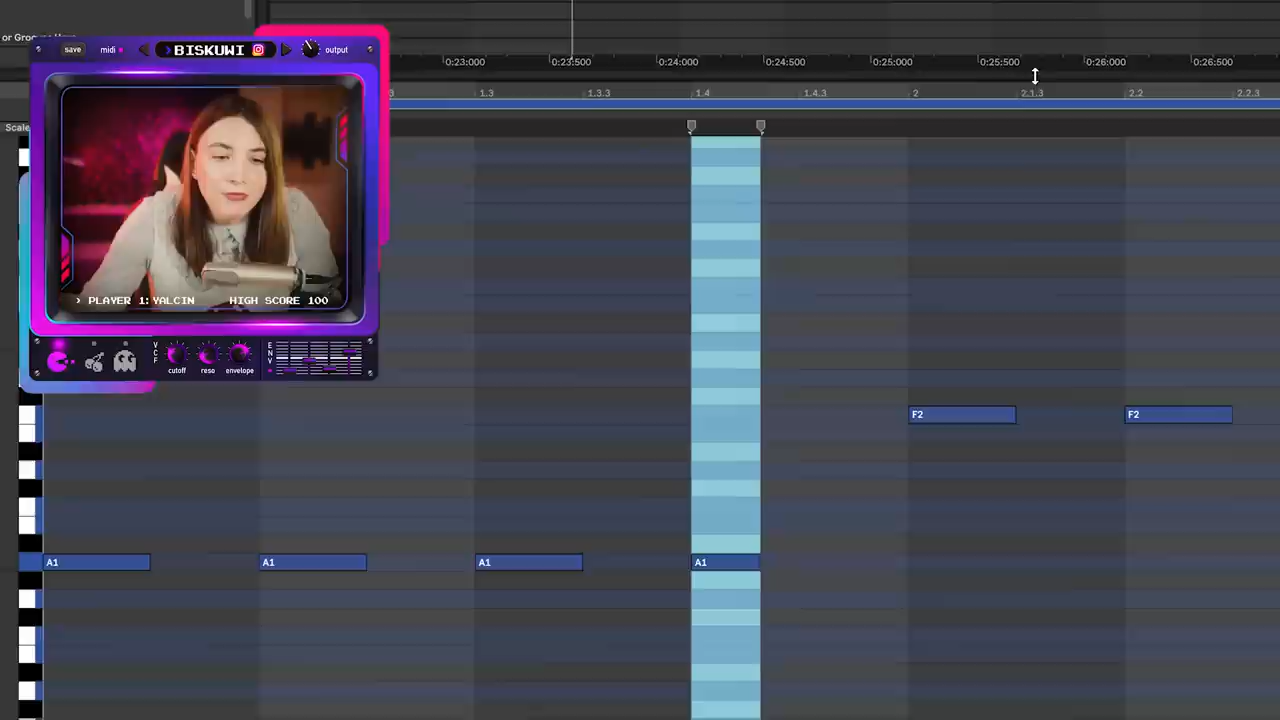 or Grooves Here
save midi BISKUWI output
0:23:000 0:23:500 0:24:000 0:24:500 0:25:000 0:25:500 0:26:000 0:26:500
1.3 1.3.3 1.4 1.4.3 2 2.1.3 2.2 2.2.3
Scale
› PLAYER 1: YALCIN HIGH SCORE 100
VCF
ENV
cutoff reso envelope
F2 F2
A1 A1 A1 A1